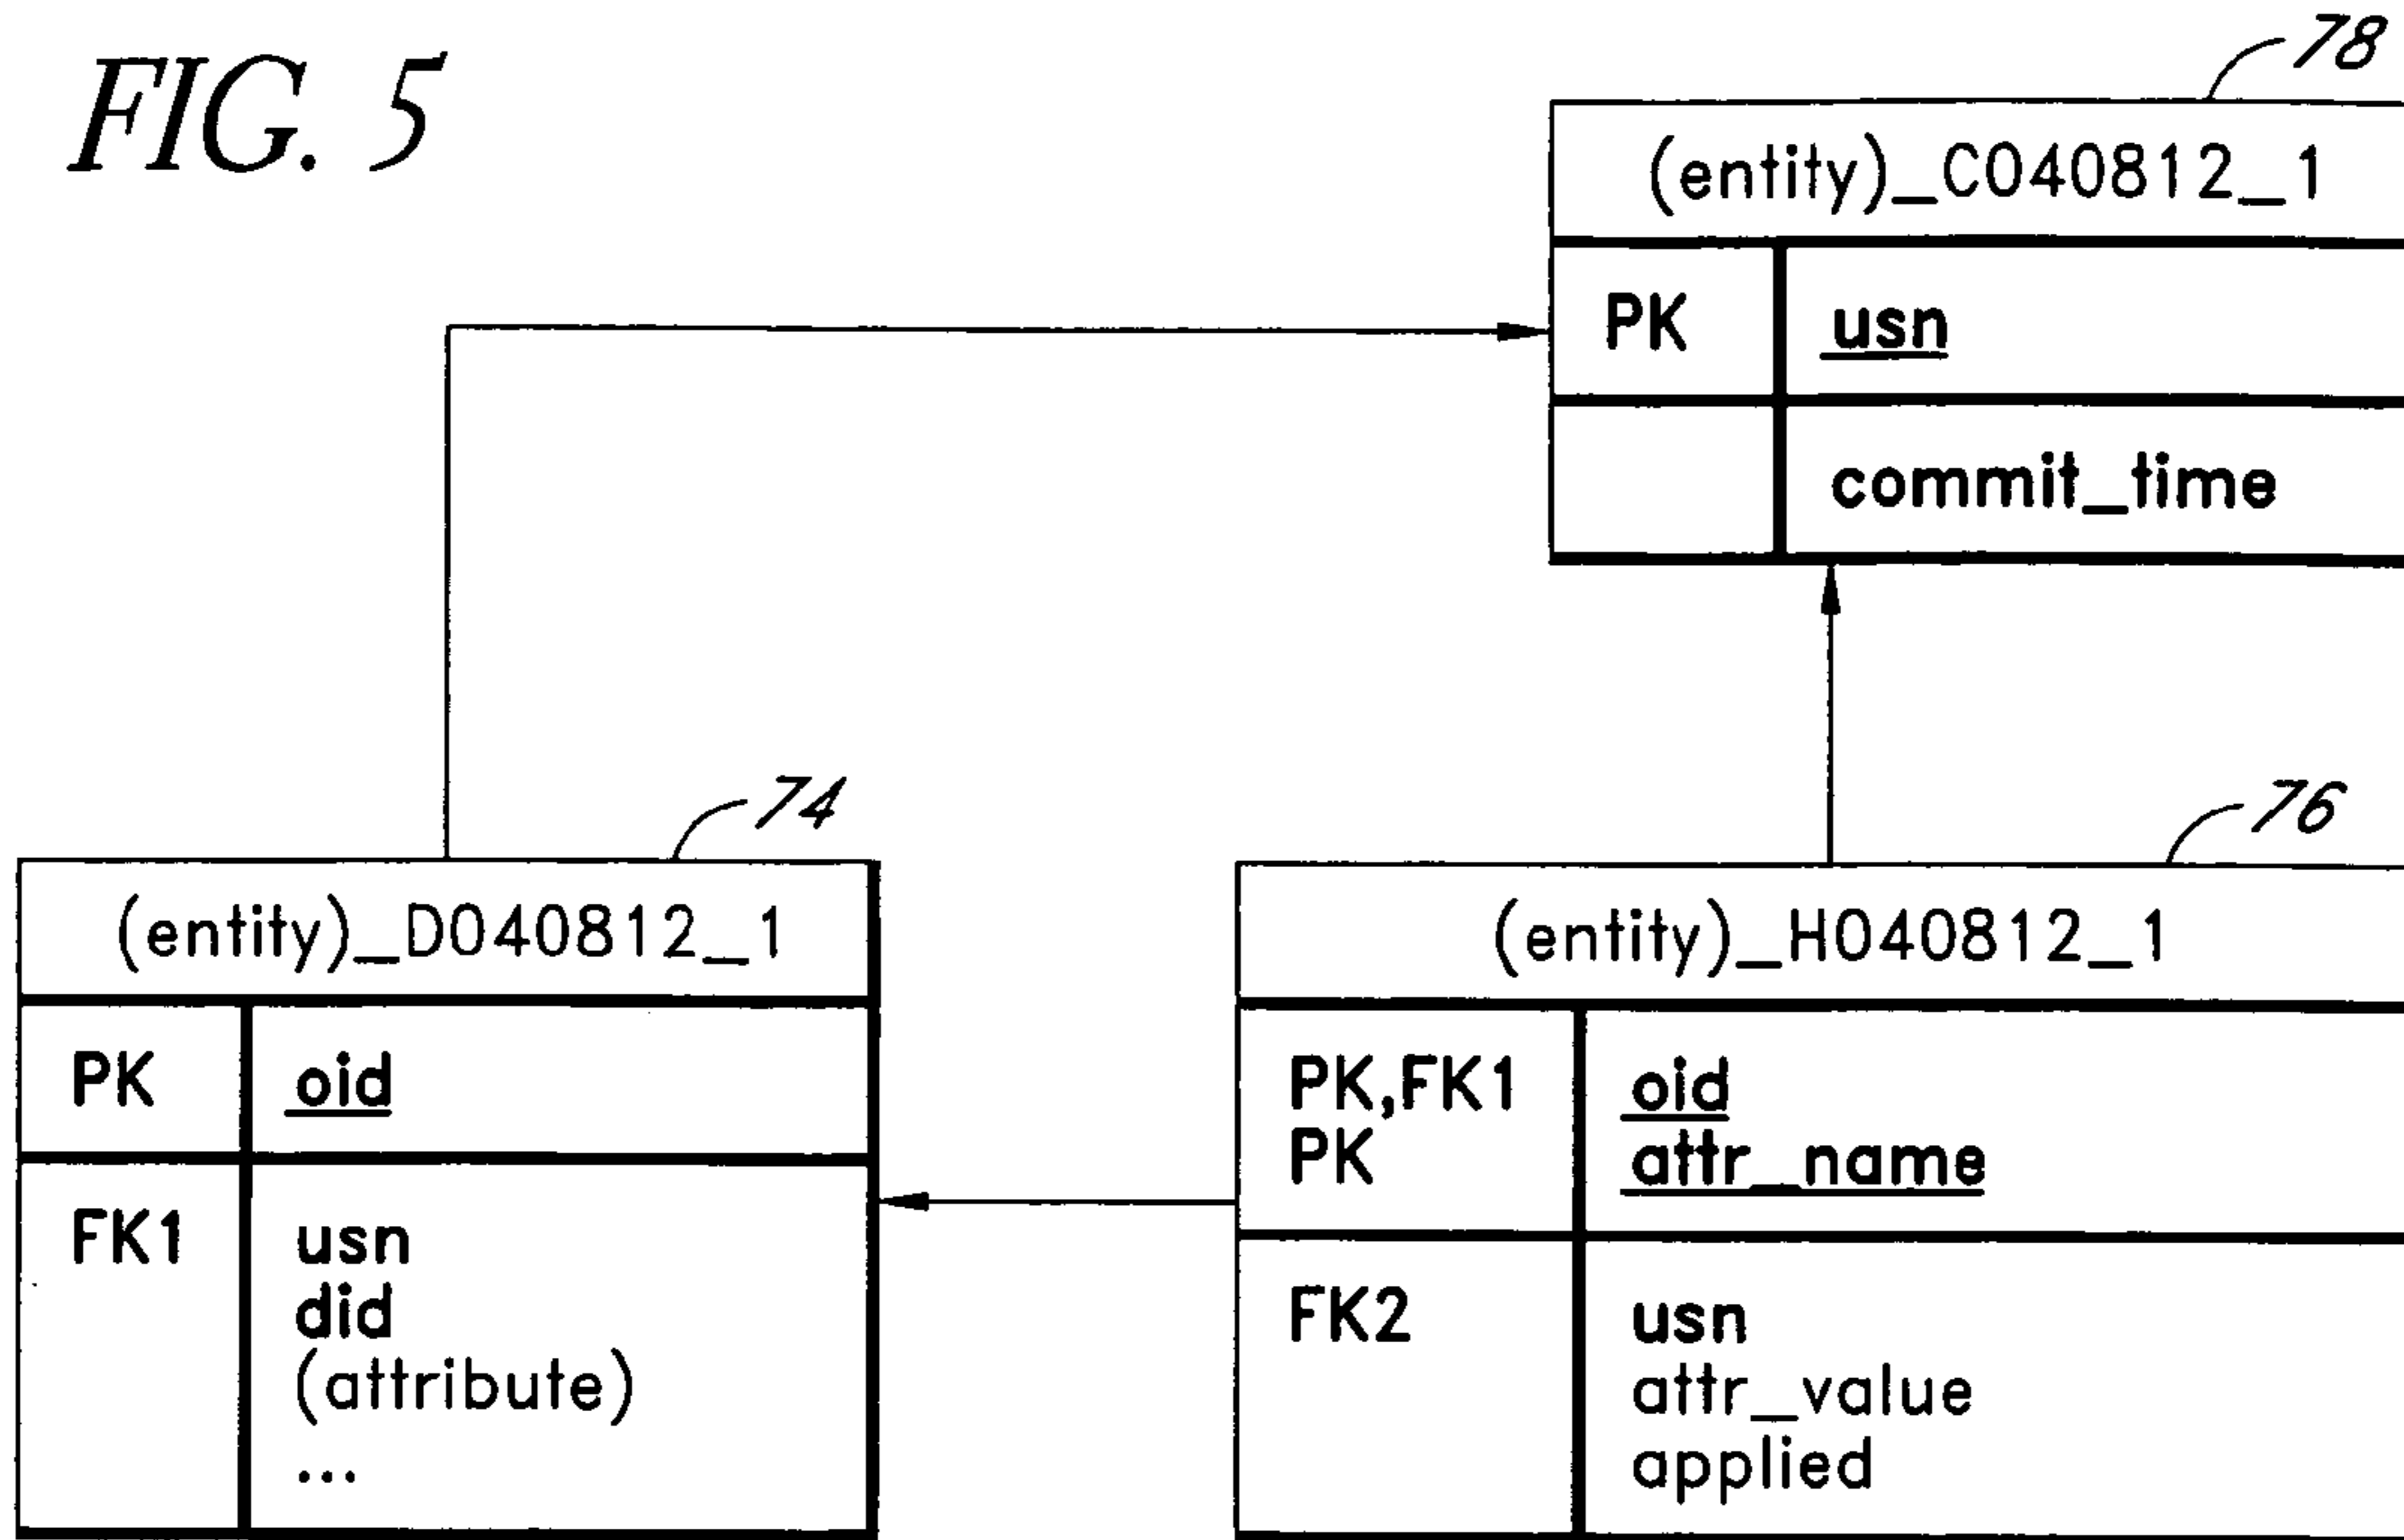 FIG. 5
78
(entity)_C040812_1
PK usn
commit_time
74
(entity)_D040812_1
PK oid
FK1 usn
did
(attribute)
...
76
(entity)_H040812_1
PK,FK1 oid
PK attr_name
FK2 usn
attr_value
applied